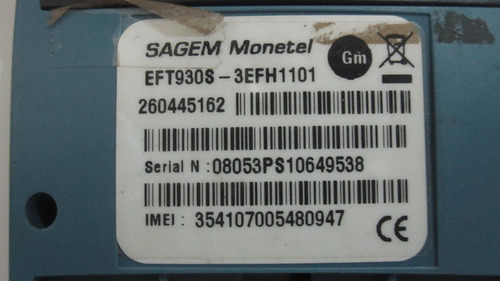 SAGEM Monetel
Gm
EFT930S-3EFH1101
260445162
Serial N :08053PS10649538
IMEI : 354107005480947
CE